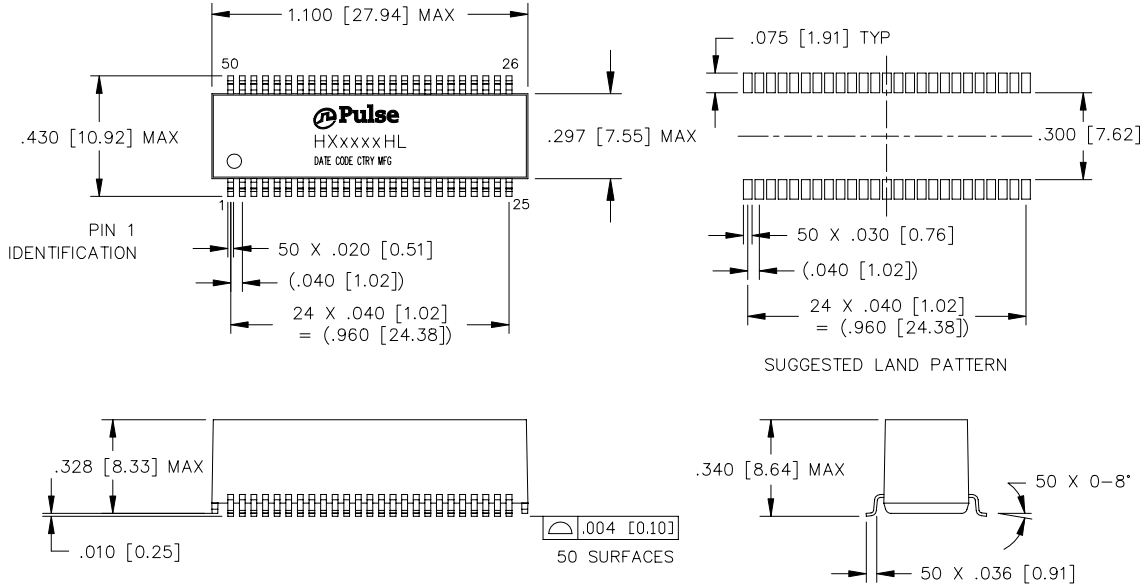 1.100 [27.94] MAX
50
26
.430 [10.92] MAX
Pulse
HXxxxxHL
DATE CODE CTRY MFG
.297 [7.55] MAX
1
25
PIN 1
IDENTIFICATION
50 X .020 [0.51]
(.040 [1.02])
24 X .040 [1.02]
= (.960 [24.38])
.075 [1.91] TYP
.300 [7.62]
50 X .030 [0.76]
(.040 [1.02])
24 X .040 [1.02]
= (.960 [24.38])
SUGGESTED LAND PATTERN
.328 [8.33] MAX
.010 [0.25]
.004 [0.10]
50 SURFACES
.340 [8.64] MAX
50 X 0-8°
50 X .036 [0.91]